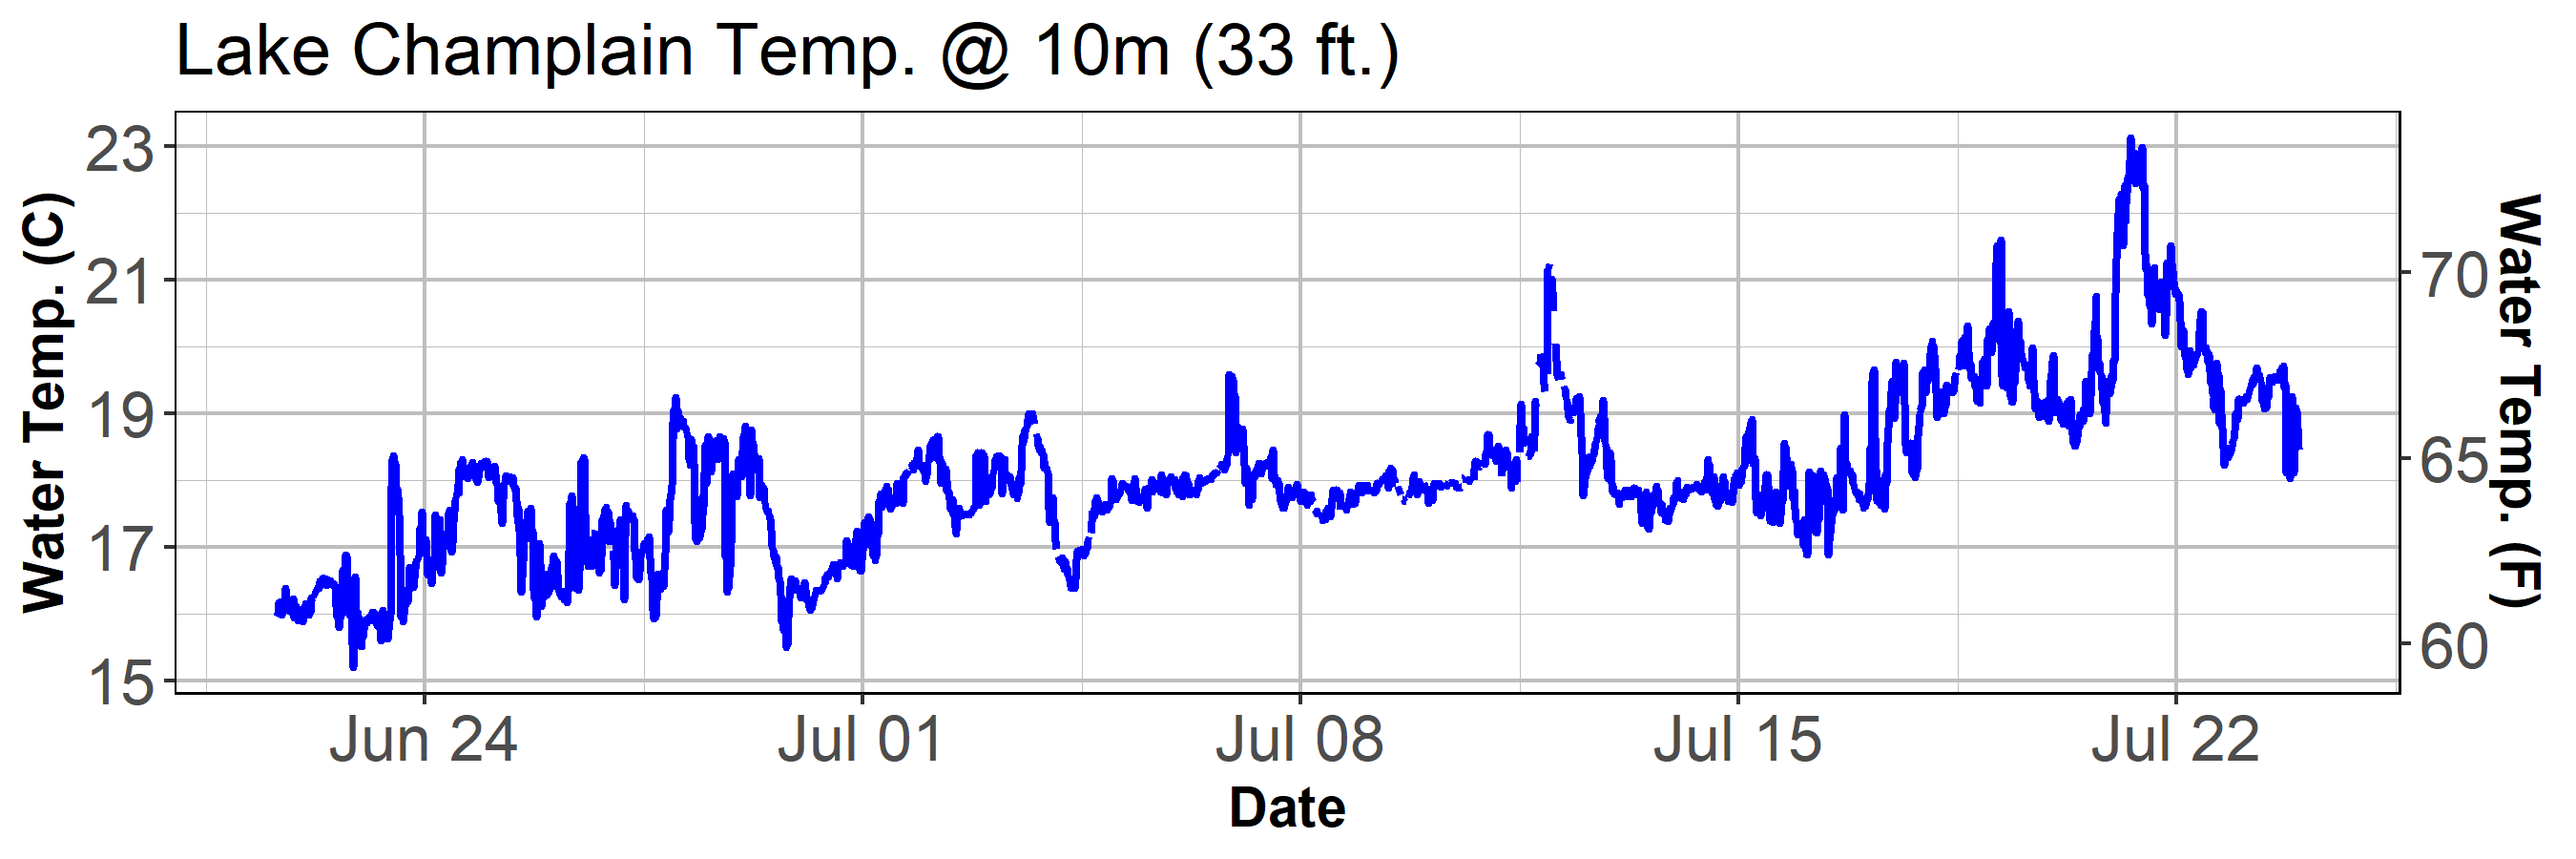 Lake Champlain Temp. @ 10m (33 ft.)
Water Temp. (C)
23
21
19
17
15
70
65
60
Water Temp. (F)
Jun 24
Jul 01
Jul 08
Jul 15
Jul 22
Date